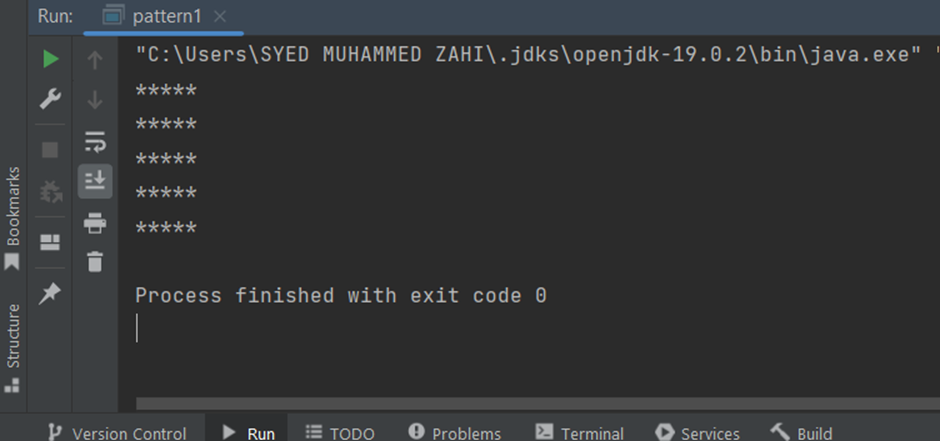 Run: pattern1
"C:\Users\SYED MUHAMMED ZAHI\.jdks\openjdk-19.0.2\bin\java.exe" "
*****
*****
*****
*****
*****
Process finished with exit code 0
Bookmarks
Structure
Version Control Run TODO Problems Terminal Services Build